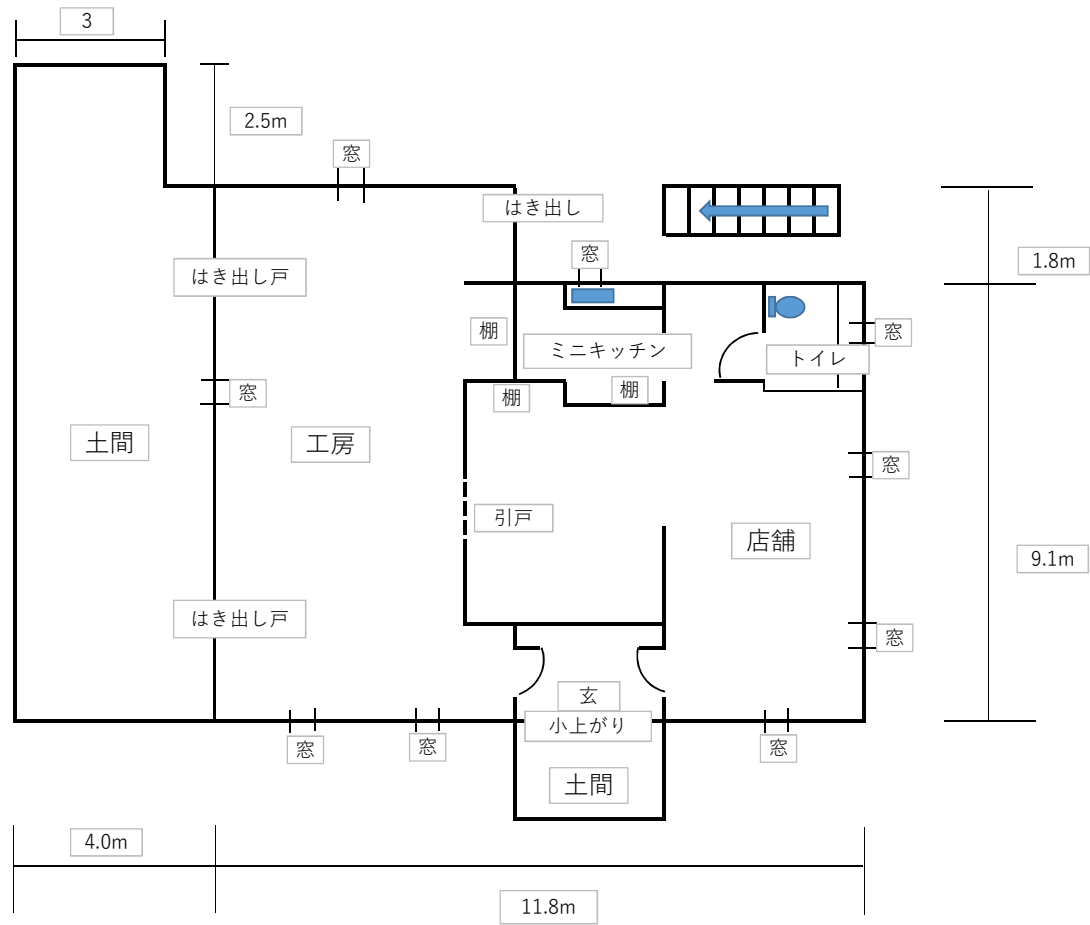 3
2.5m
窓
はき出し
窓
1.8m
はき出し戸
棚
ミニキッチン
トイレ
窓
窓
棚
棚
土間
工房
窓
引戸
店舗
9.1m
はき出し戸
窓
玄
小上がり
窓
窓
窓
土間
4.0m
11.8m